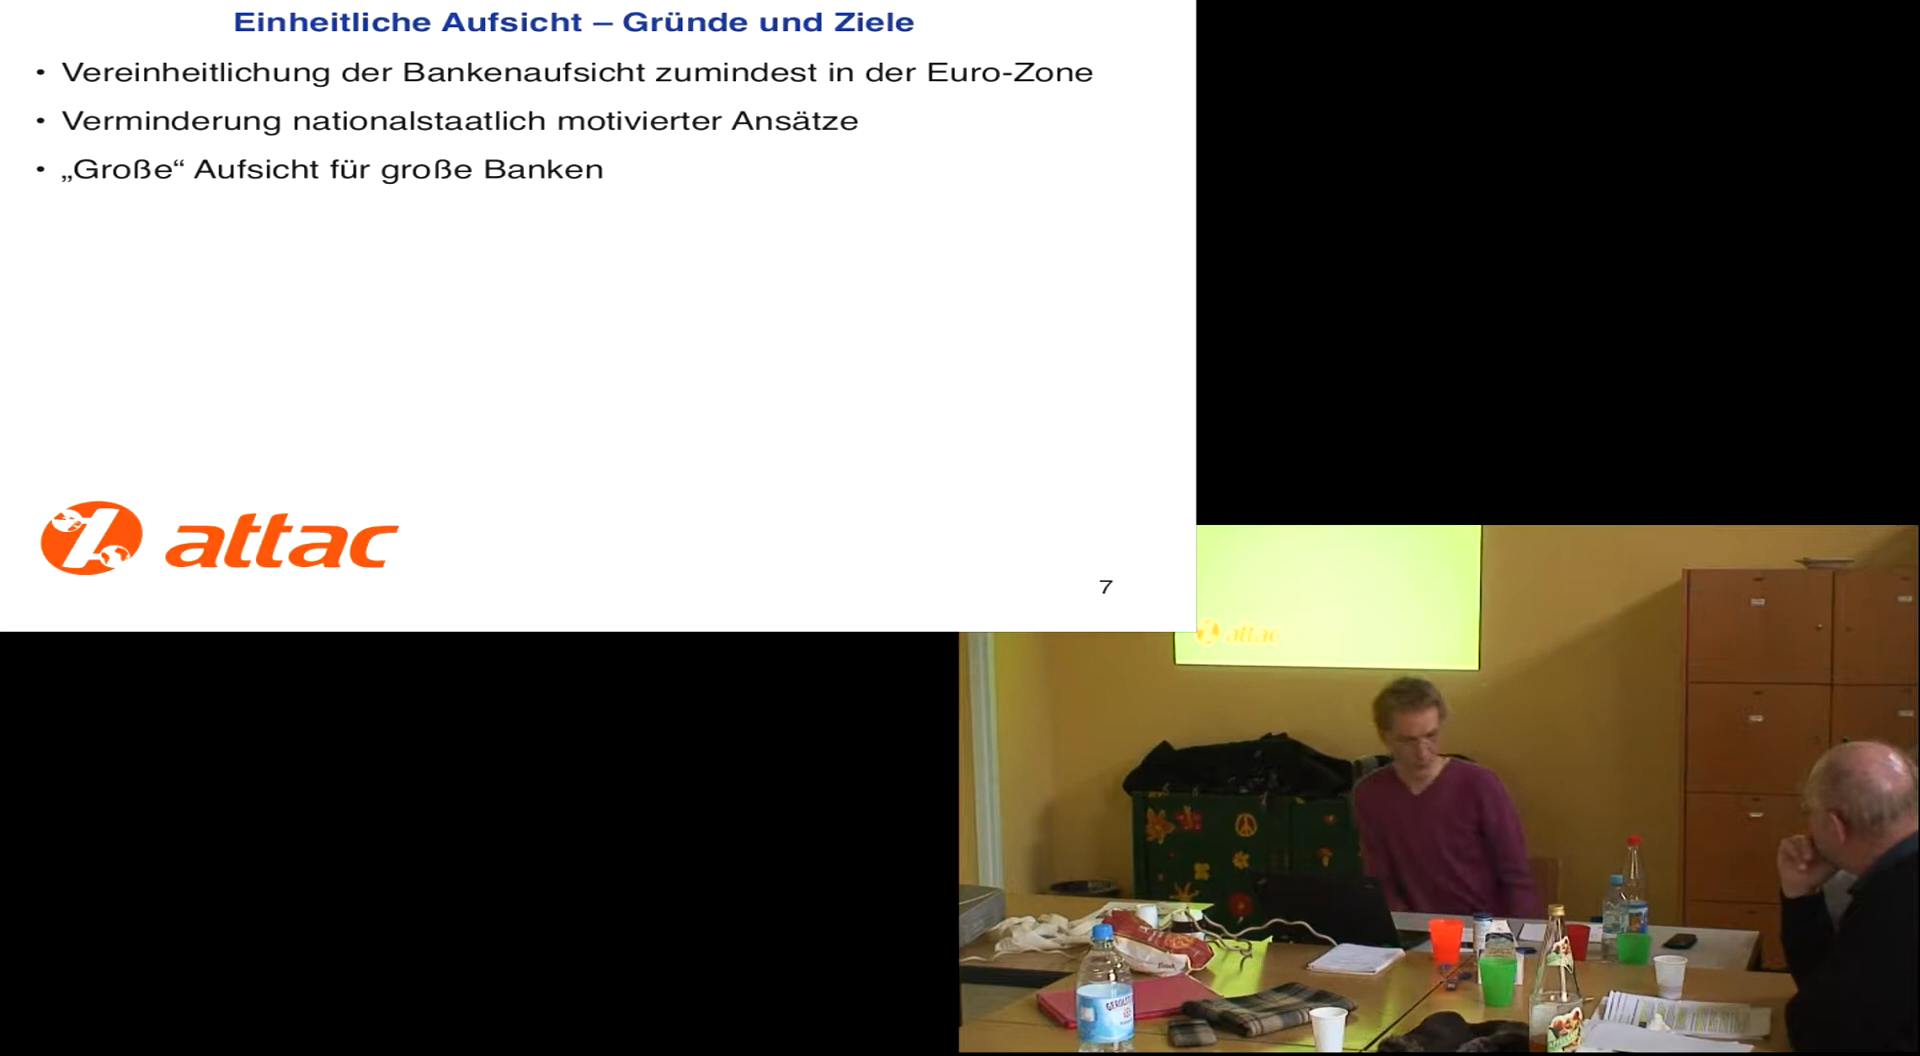 Einheitliche Aufsicht – Gründe und Ziele
• Vereinheitlichung der Bankenaufsicht zumindest in der Euro-Zone
• Verminderung nationalstaatlich motivierter Ansätze
• „Große“ Aufsicht für große Banken
attac
7
attac